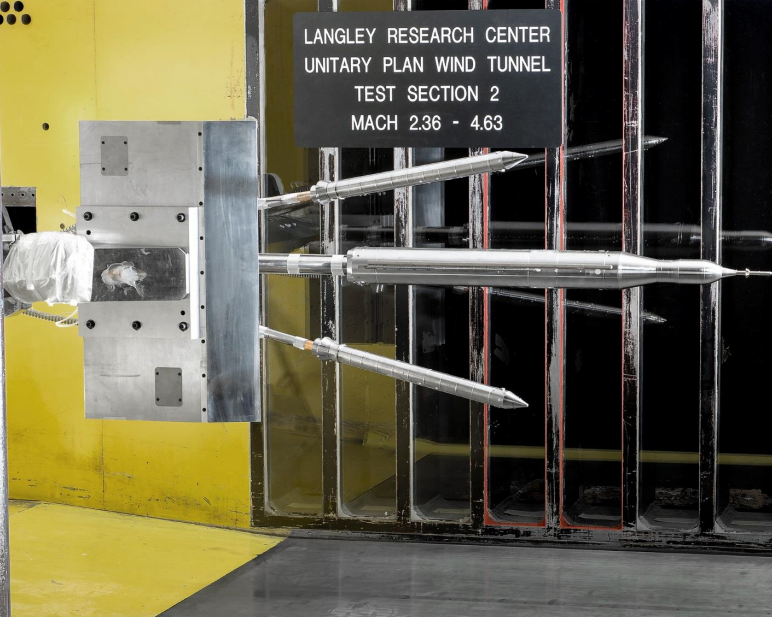 LANGLEY RESEARCH CENTER
UNITARY PLAN WIND TUNNEL
TEST SECTION 2
MACH 2.36 - 4.63